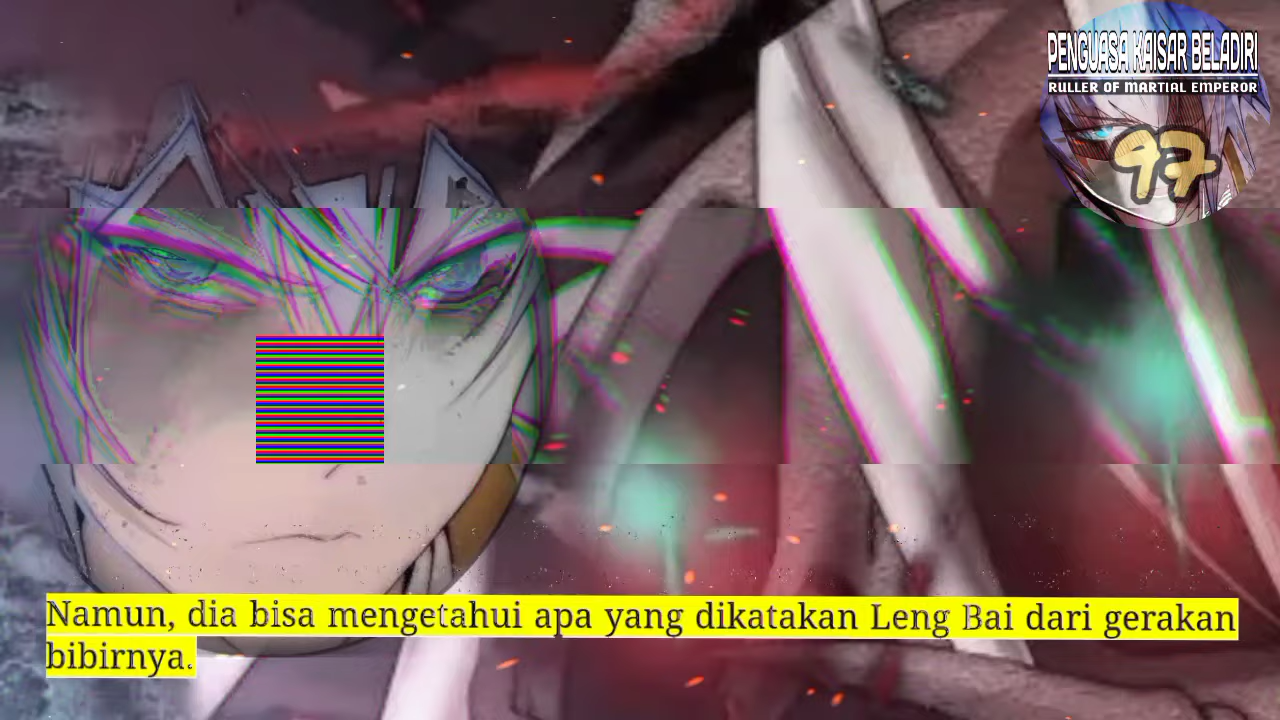 PENGUASA KAISAR BELADIRI
RULLER OF MARTIAL EMPEROR
97
Namun, dia bisa mengetahui apa yang dikatakan Leng Bai dari gerakan
bibirnya.